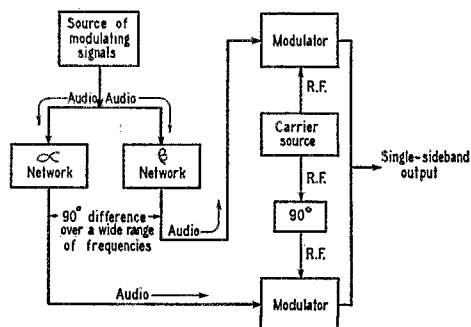 Source of
modulating
signals
Modulator
Audio Audio
R.F.
Carrier
source
∝
Network
β
Network
Single-sideband
output
R.F.
90°
90° difference
over a wide range
of frequencies
Audio
R.F.
Audio
Modulator